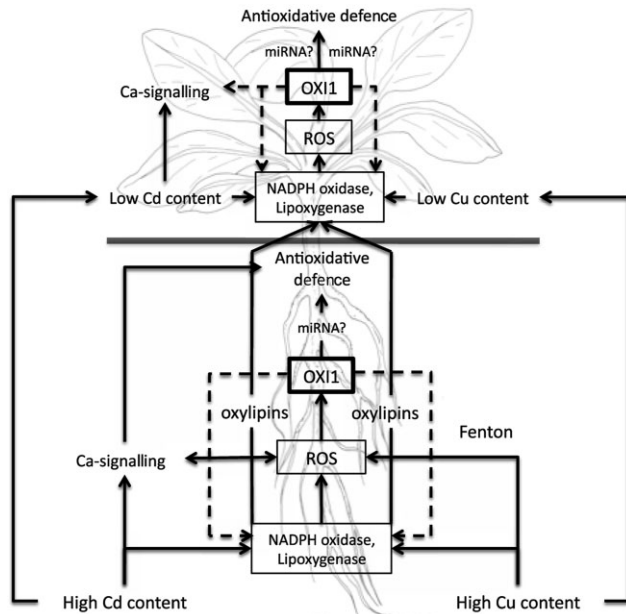 Antioxidative defence
miRNA? miRNA?
OXI1
Ca-signalling
ROS
NADPH oxidase,
Lipoxygenase
Low Cd content
Low Cu content
Antioxidative
defence
miRNA?
OXI1
oxylipins
oxylipins
Fenton
ROS
Ca-signalling
NADPH oxidase,
Lipoxygenase
High Cd content
High Cu content